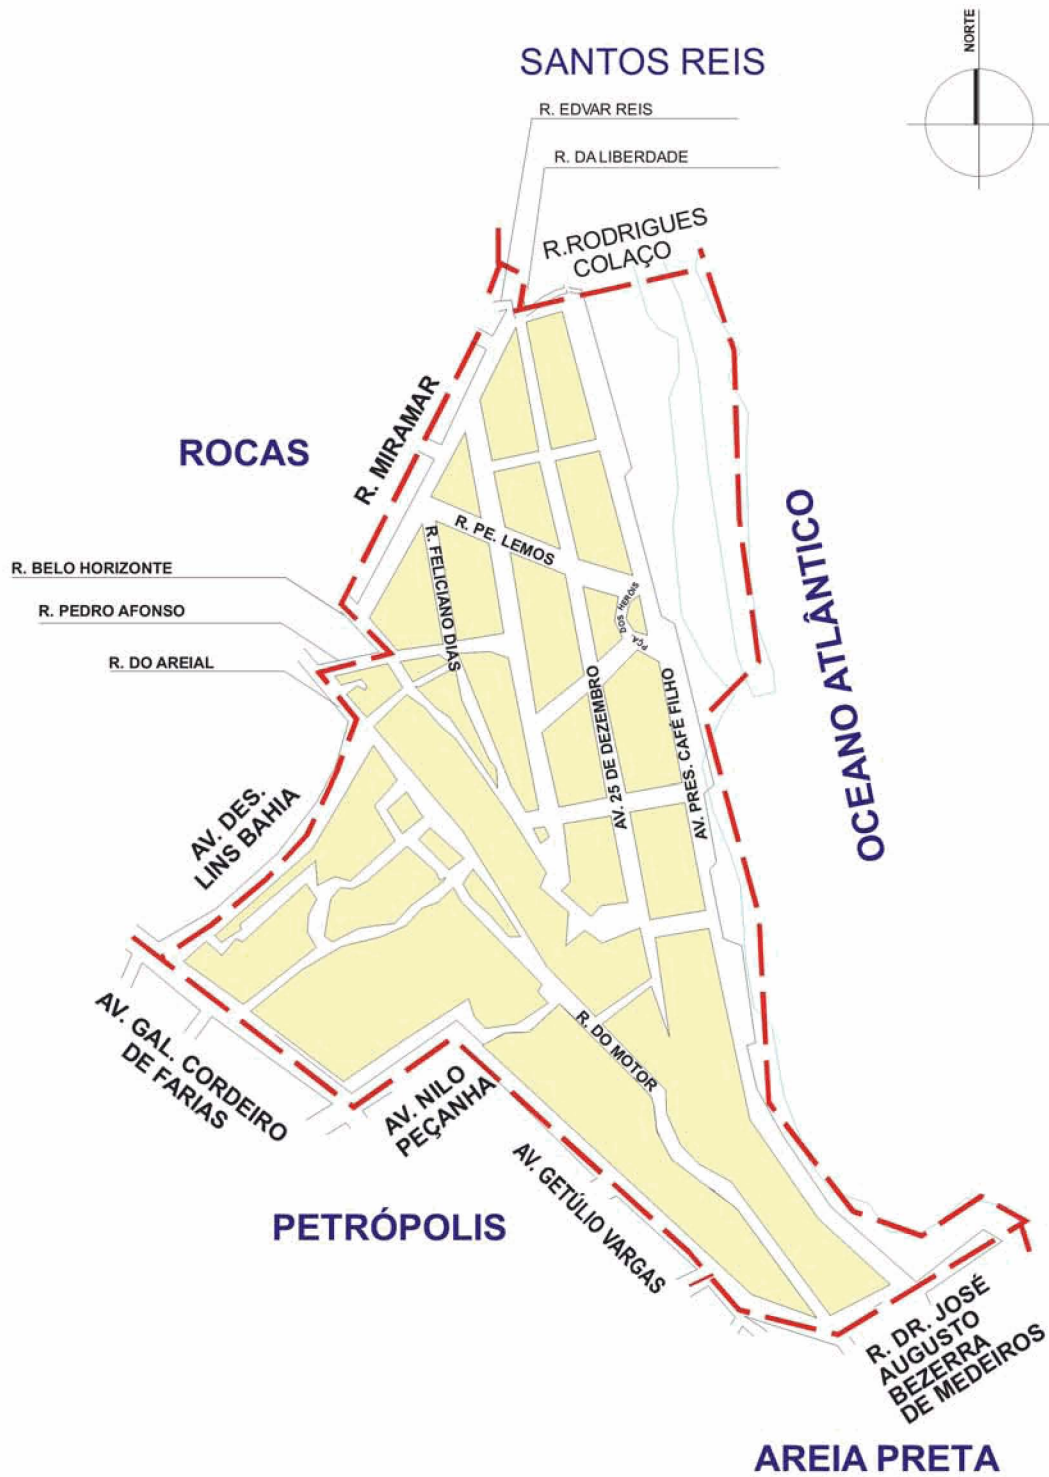 NORTE
SANTOS REIS
R. EDVAR REIS
R. DA LIBERDADE
R.RODRIGUES
COLAÇO
R. MIRAMAR
ROCAS
R. PE. LEMOS
R. FELICIANO DIAS
OCEANO ATLÂNTICO
R. BELO HORIZONTE
R. PEDRO AFONSO
R. DO AREIAL
PÇA
DOS HERÓIS
AV. 25 DE DEZEMBRO
AV. PRES. CAFÉ FILHO
AV. DES.
LINS BAHIA
AV. GAL. CORDEIRO
DE FARIAS
R. DO MOTOR
AV. NILO
PEÇANHA
AV. GETÚLIO VARGAS
PETRÓPOLIS
R. DR. JOSÉ
AUGUSTO
BEZERRA
DE MEDEIROS
AREIA PRETA